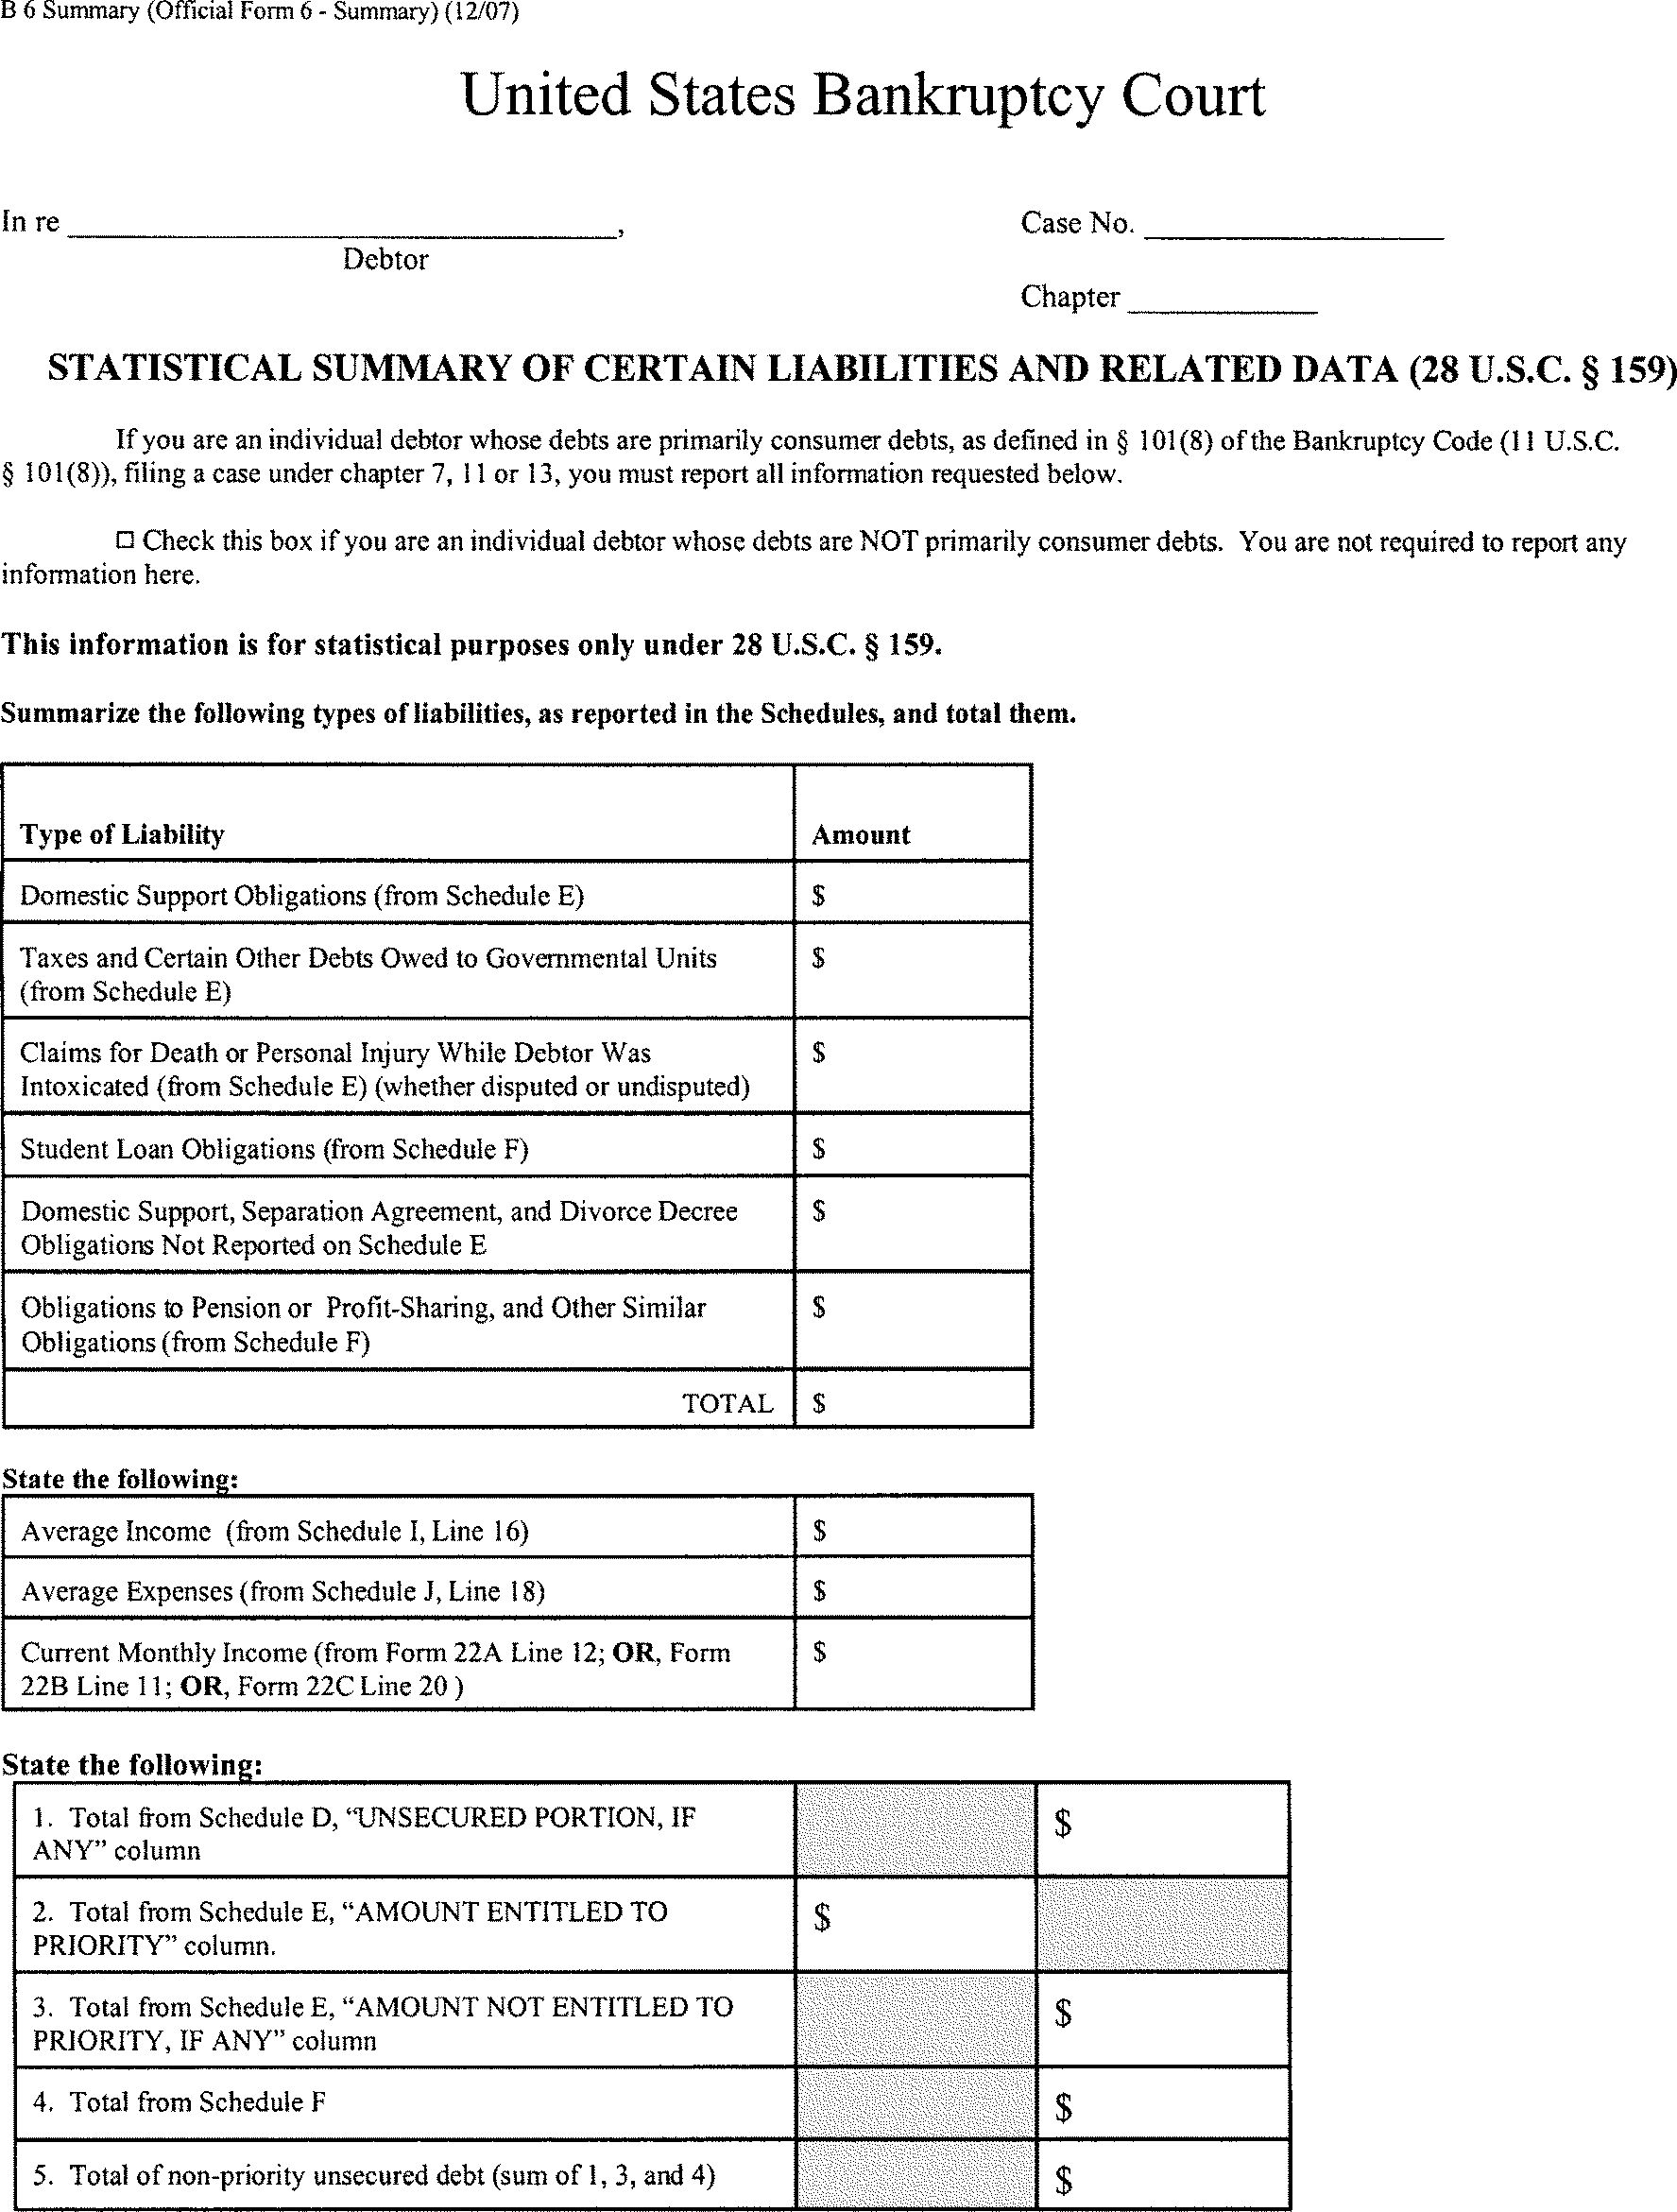 B 6 Summary (Official Form 6 - Summary) (12/07)
United States Bankruptcy Court
In re ,
Case No.
Debtor
Chapter
STATISTICAL SUMMARY OF CERTAIN LIABILITIES AND RELATED DATA (28 U.S.C. § 159)
If you are an individual debtor whose debts are primarily consumer debts, as defined in § 101(8) of the Bankruptcy Code (11 U.S.C.
§ 101(8)), filing a case under chapter 7, 11 or 13, you must report all information requested below.
□ Check this box if you are an individual debtor whose debts are NOT primarily consumer debts. You are not required to report any
information here.
This information is for statistical purposes only under 28 U.S.C. § 159.
Summarize the following types of liabilities, as reported in the Schedules, and total them.
Type of Liability
Amount
Domestic Support Obligations (from Schedule E)
$
Taxes and Certain Other Debts Owed to Governmental Units
(from Schedule E)
$
Claims for Death or Personal Injury While Debtor Was
Intoxicated (from Schedule E) (whether disputed or undisputed)
$
Student Loan Obligations (from Schedule F)
$
Domestic Support, Separation Agreement, and Divorce Decree
Obligations Not Reported on Schedule E
$
Obligations to Pension or Profit-Sharing, and Other Similar
Obligations (from Schedule F)
$
TOTAL
$
State the following:
Average Income (from Schedule I, Line 16)
$
Average Expenses (from Schedule J, Line 18)
$
Current Monthly Income (from Form 22A Line 12; OR, Form
22B Line 11; OR, Form 22C Line 20 )
$
State the following:
1. Total from Schedule D, “UNSECURED PORTION, IF
ANY” column
$
2. Total from Schedule E, “AMOUNT ENTITLED TO
PRIORITY” column.
$
3. Total from Schedule E, “AMOUNT NOT ENTITLED TO
PRIORITY, IF ANY” column
$
4. Total from Schedule F
$
5. Total of non-priority unsecured debt (sum of 1, 3, and 4)
$